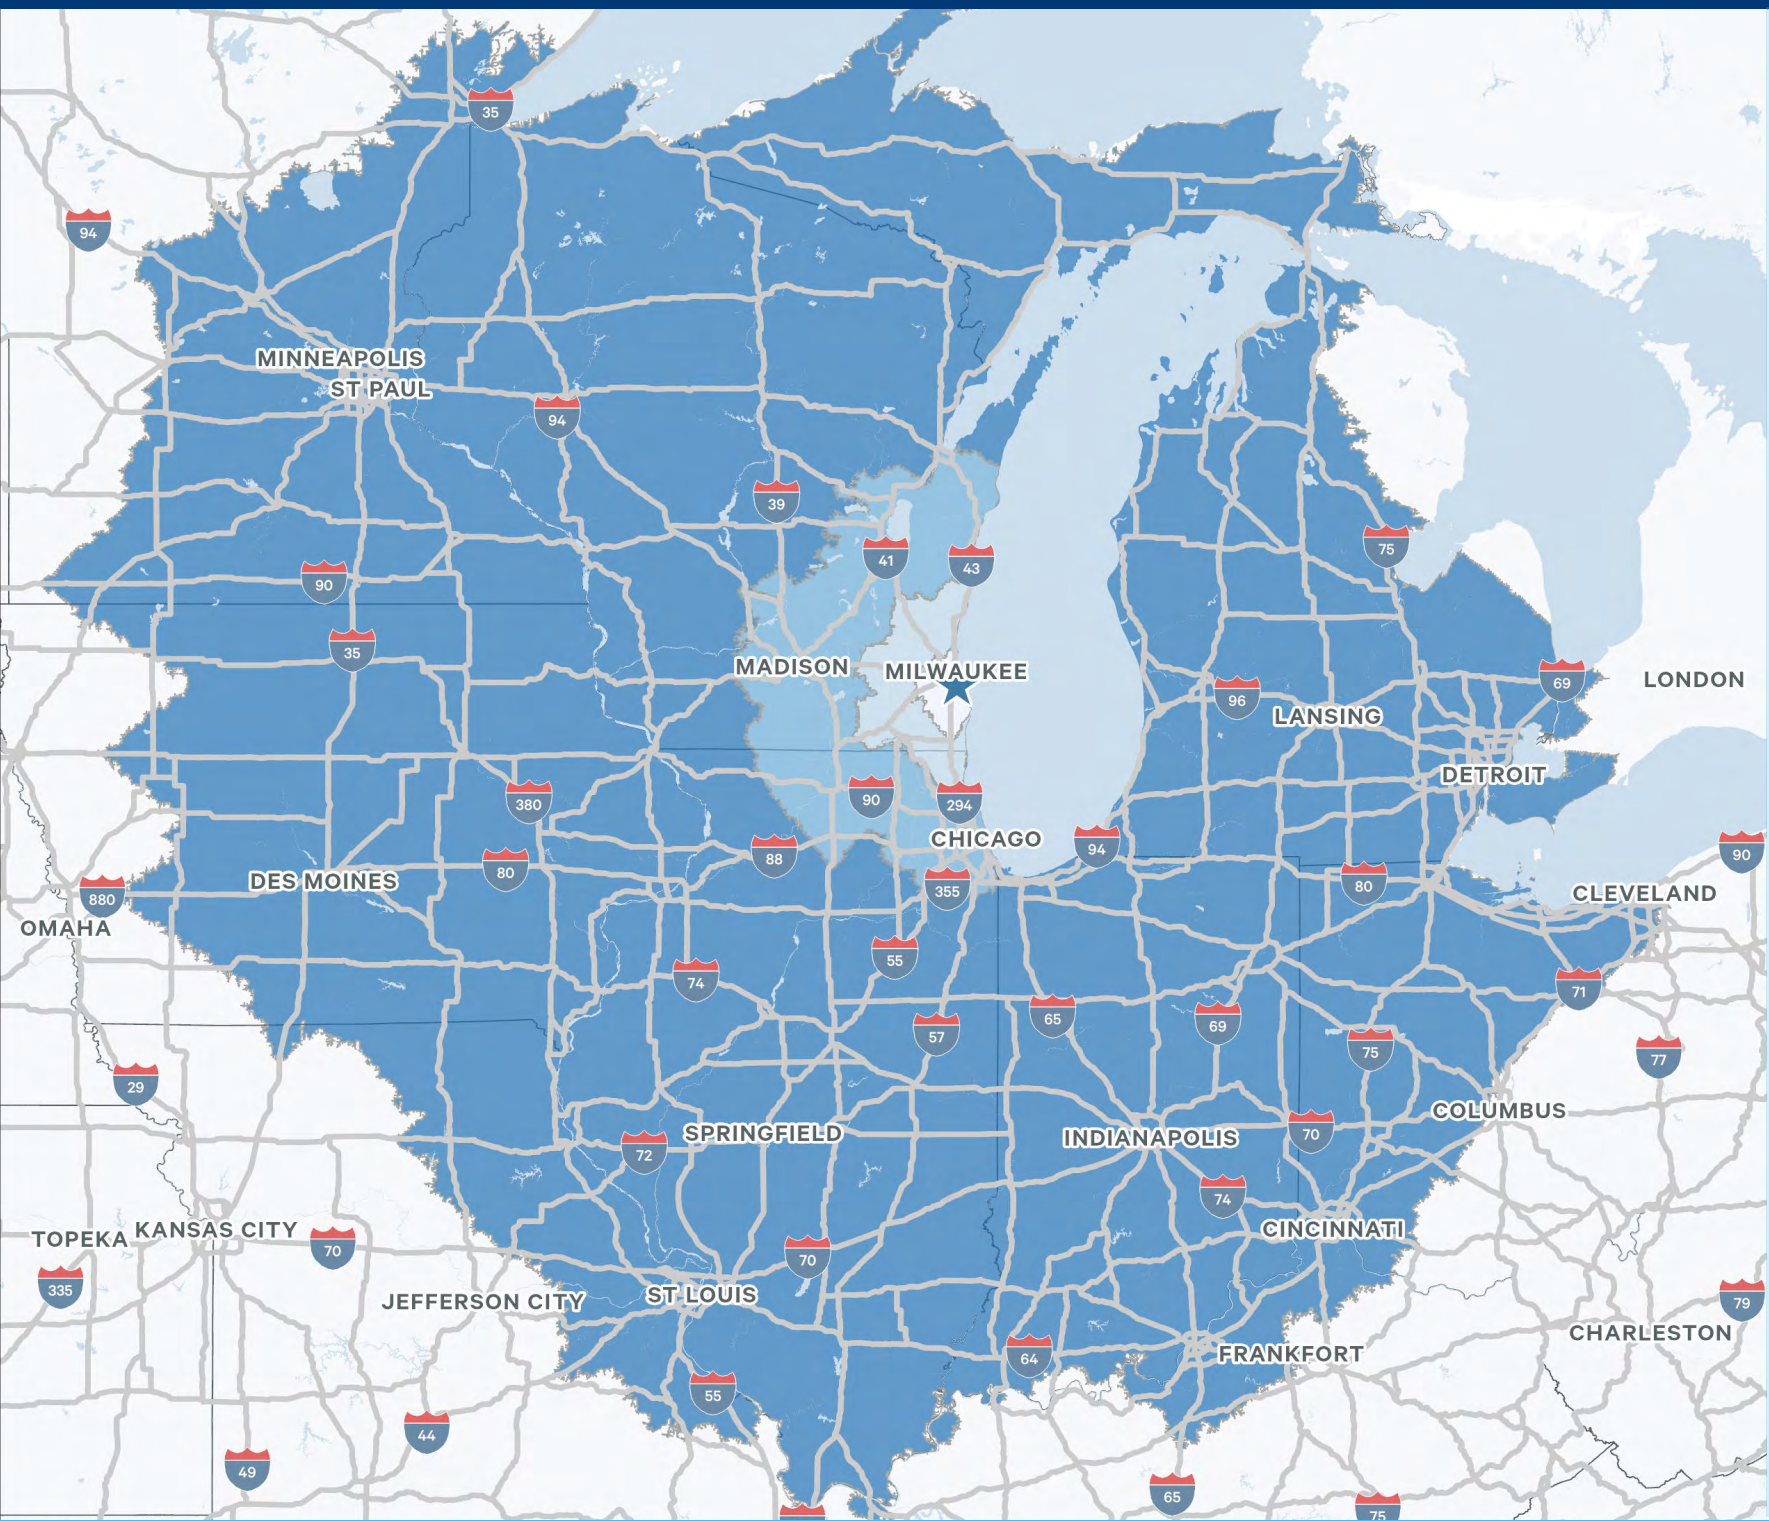 35
94
MINNEAPOLIS
ST PAUL
94
39
41
43
75
90
35
MADISON
MILWAUKEE
96
LANSING
69
LONDON
DETROIT
380
90
294
CHICAGO
88
94
80
DES MOINES
880
355
80
90
CLEVELAND
OMAHA
55
74
71
65
69
57
75
77
29
COLUMBUS
SPRINGFIELD
72
INDIANAPOLIS
70
74
TOPEKA
KANSAS CITY
70
70
CINCINNATI
335
JEFFERSON CITY
ST LOUIS
79
CHARLESTON
64
FRANKFORT
55
44
49
65
75